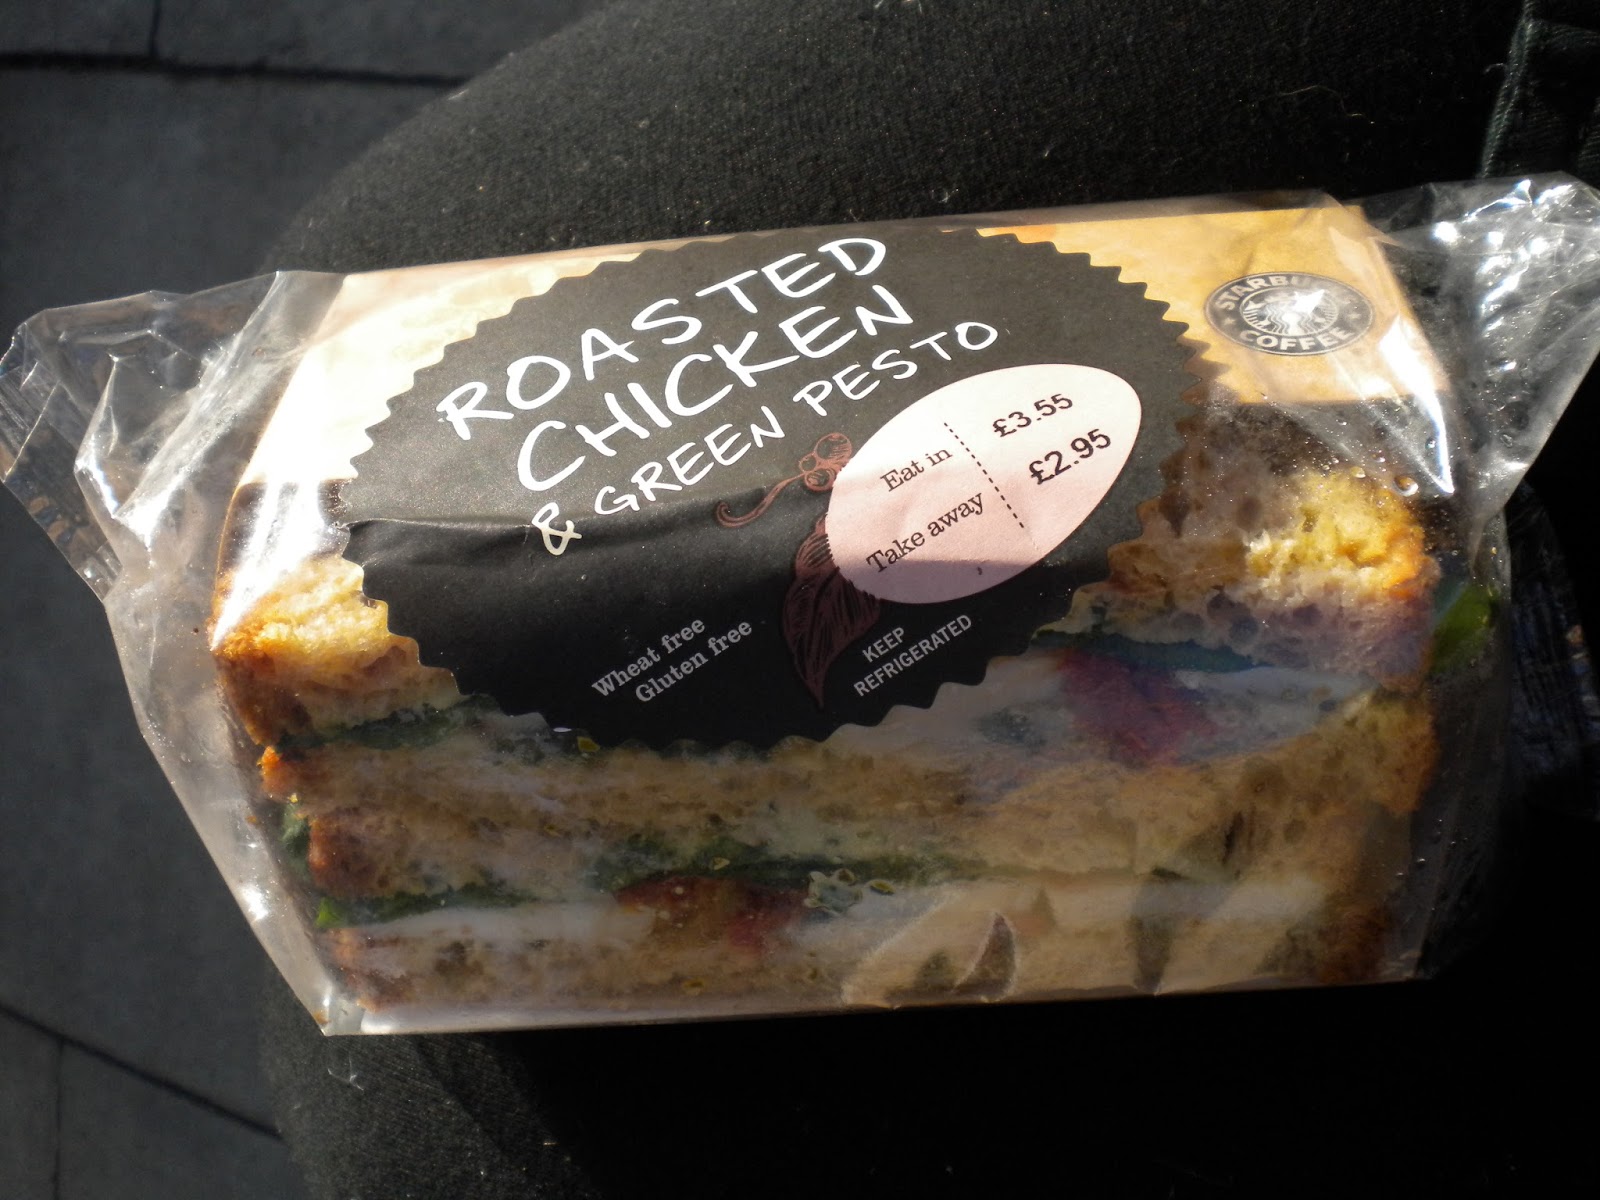 ROASTED
CHICKEN
& GREEN PESTO
Eat in £3.55
Take away £2.95
Wheat free
Gluten free
KEEP
REFRIGERATED
STARBUCKS
COFFEE